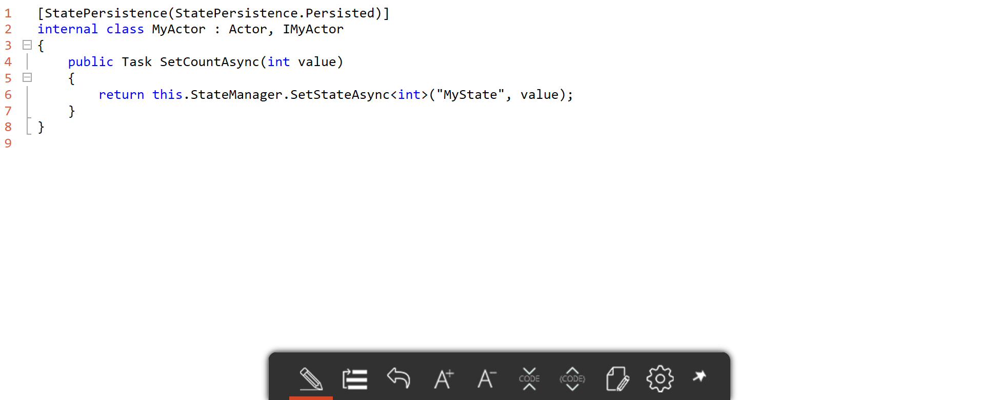 1 [StatePersistence(StatePersistence.Persisted)]
2 internal class MyActor : Actor, IMyActor
3 {
4     public Task SetCountAsync(int value)
5     {
6         return this.StateManager.SetStateAsync<int>("MyState", value);
7     }
8 }
9
A+ A- CODE (CODE)